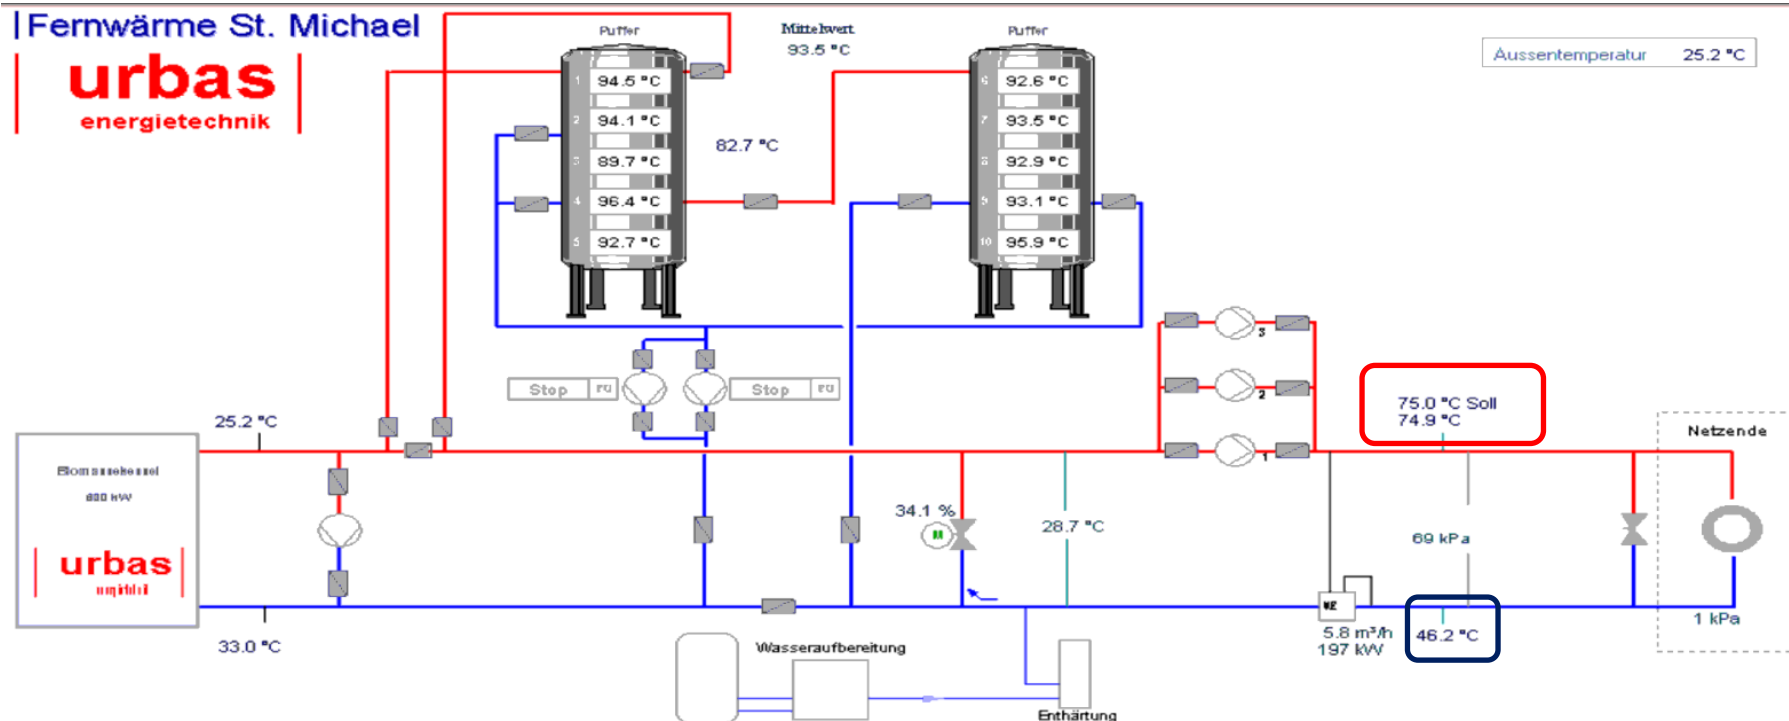 Fernwärme St. Michael
urbas
energietechnik
Puffer
Mittelwert
93.5 °C
Puffer
Aussentemperatur 25.2 °C
1 94.5 °C
2 94.1 °C
3 89.7 °C
4 96.4 °C
5 92.7 °C
82.7 °C
6 92.6 °C
7 93.5 °C
8 92.9 °C
9 93.1 °C
10 95.9 °C
Stop
Stop
3
2
1
75.0 °C Soll
74.9 °C
Netzende
25.2 °C
urbas
34.1 %
M
28.7 °C
69 kPa
33.0 °C
5.8 m³/h
197 kW
46.2 °C
1 kPa
Wasseraufbereitung
Enthärtung